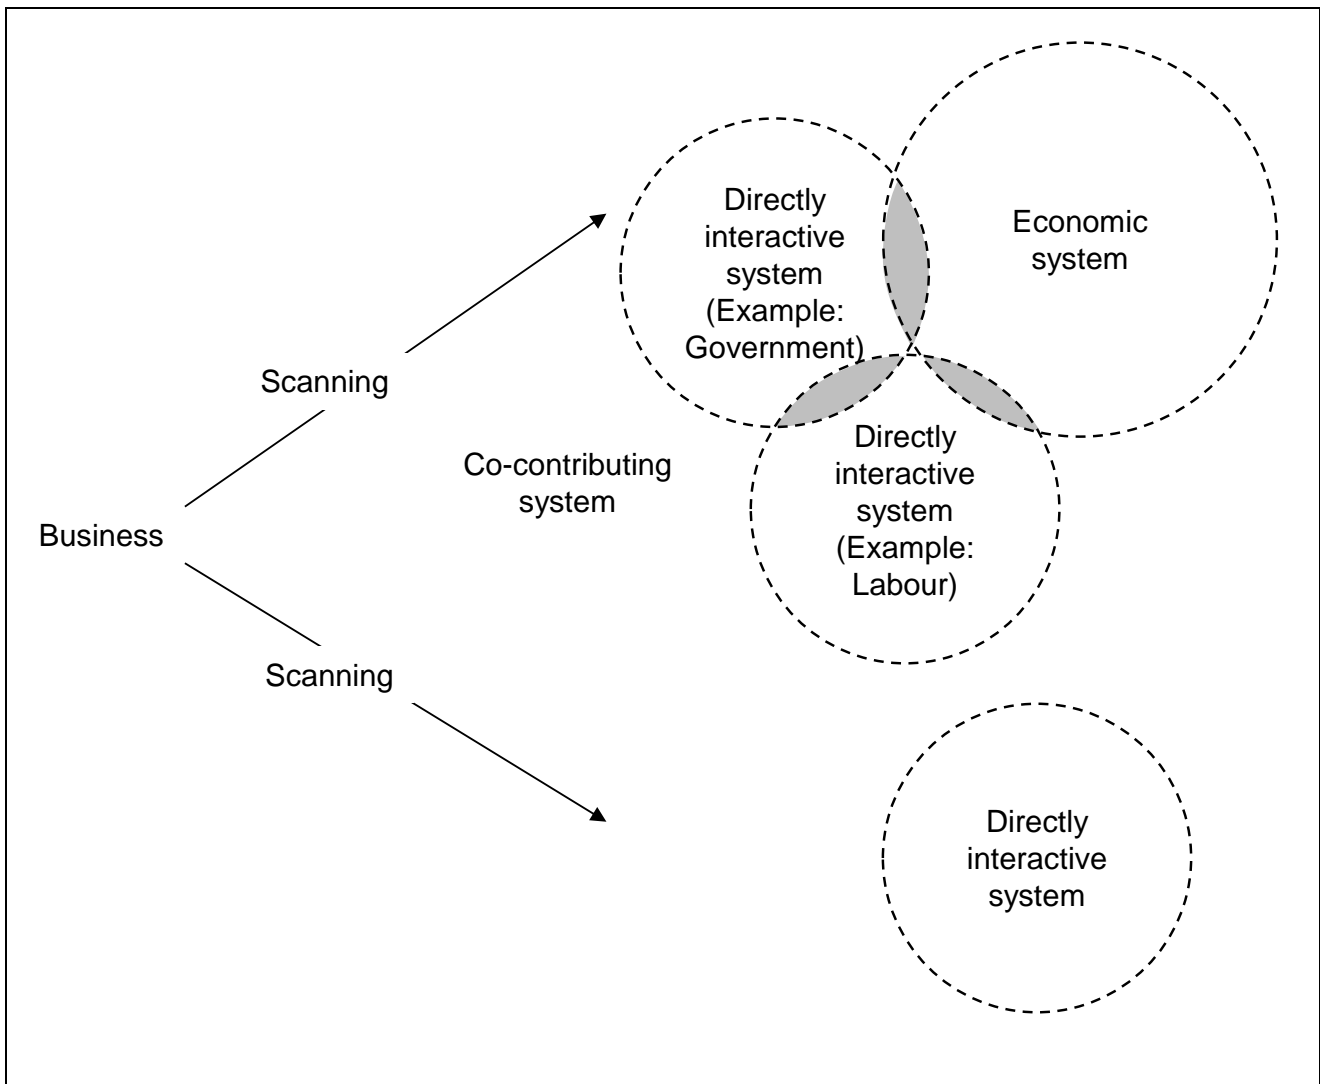 Directly
interactive
system
(Example:
Government)
Economic
system
Scanning
Co-contributing
system
Directly
interactive
system
(Example:
Labour)
Business
Scanning
Directly
interactive
system